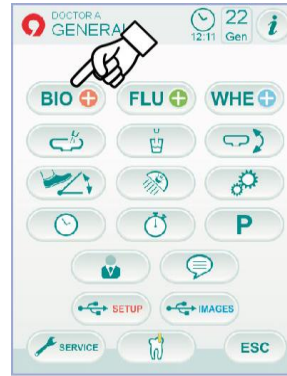 DOCTOR A
GENERAL
12:11
22
Gen
i
BIO
FLU
WHE
P
SETUP
IMAGES
SERVICE
ESC